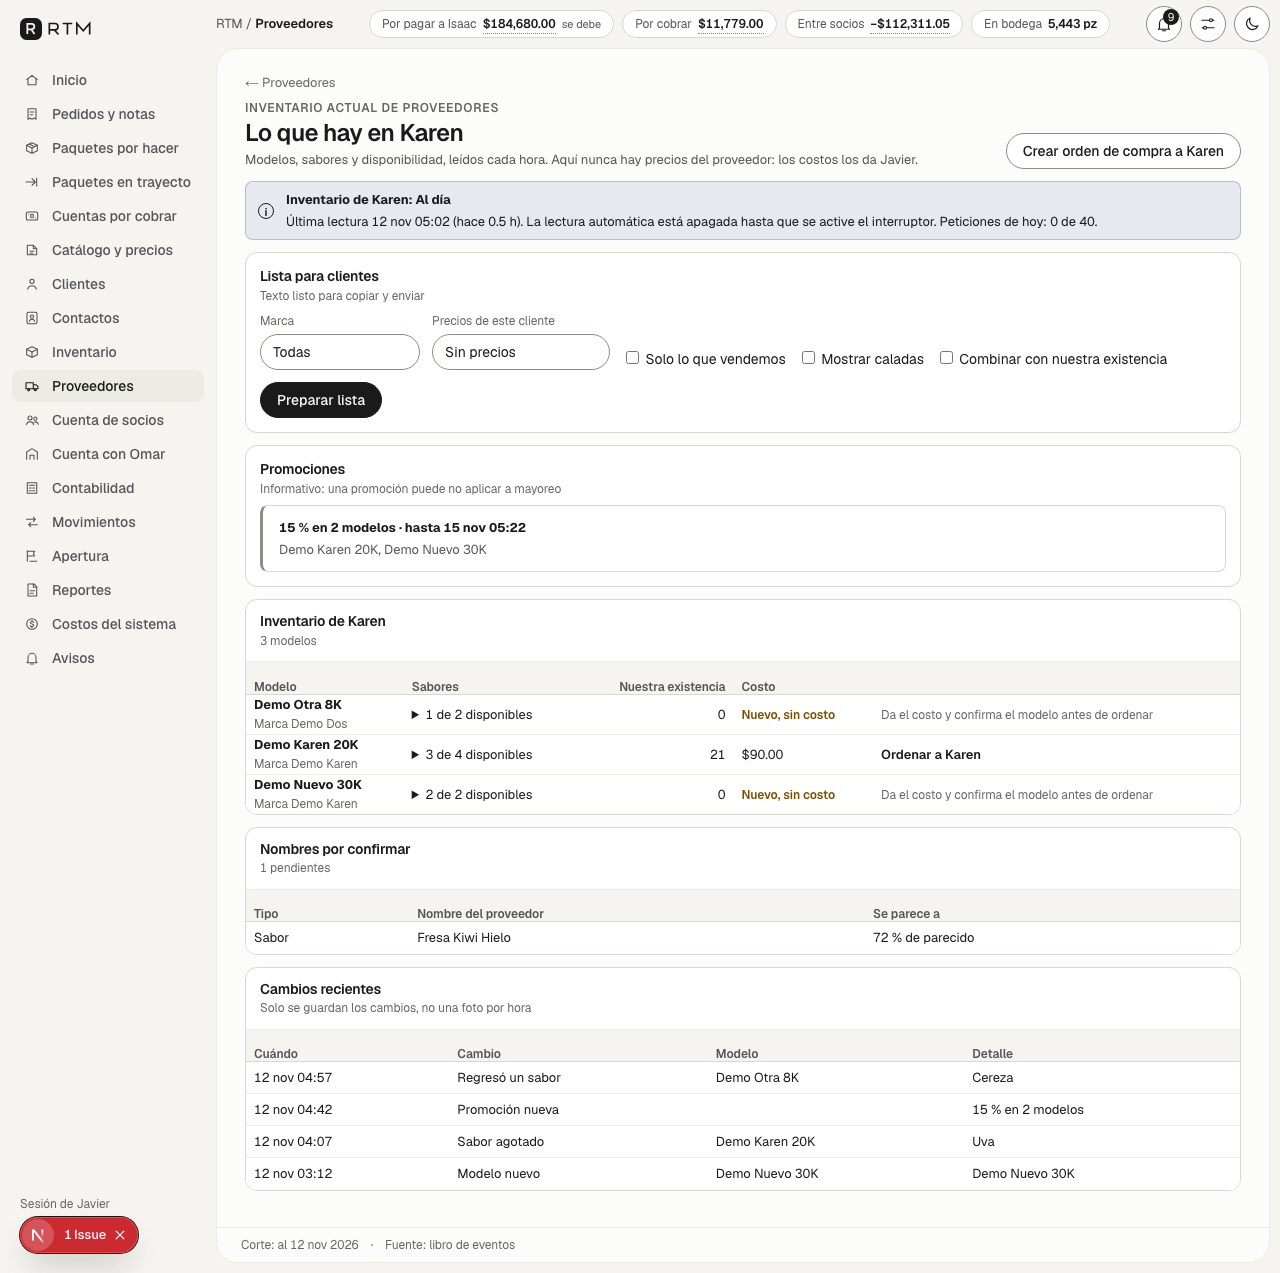 R RTM
RTM / Proveedores
Por pagar a Isaac $184,680.00 se debe
Por cobrar $11,779.00
Entre socios −$112,311.05
En bodega 5,443 pz
9
Inicio
Pedidos y notas
Paquetes por hacer
Paquetes en trayecto
Cuentas por cobrar
Catálogo y precios
Clientes
Contactos
Inventario
Proveedores
Cuenta de socios
Cuenta con Omar
Contabilidad
Movimientos
Apertura
Reportes
Costos del sistema
Avisos
Sesión de Javier
N 1 Issue ×
← Proveedores
INVENTARIO ACTUAL DE PROVEEDORES
Lo que hay en Karen
Modelos, sabores y disponibilidad, leídos cada hora. Aquí nunca hay precios del proveedor: los costos los da Javier.
Crear orden de compra a Karen
Inventario de Karen: Al día
Última lectura 12 nov 05:02 (hace 0.5 h). La lectura automática está apagada hasta que se active el interruptor. Peticiones de hoy: 0 de 40.
Lista para clientes
Texto listo para copiar y enviar
Marca Precios de este cliente
Todas Sin precios Solo lo que vendemos Mostrar caladas Combinar con nuestra existencia
Preparar lista
Promociones
Informativo: una promoción puede no aplicar a mayoreo
15 % en 2 modelos · hasta 15 nov 05:22
Demo Karen 20K, Demo Nuevo 30K
Inventario de Karen
3 modelos
Modelo Sabores Nuestra existencia Costo
Demo Otra 8K
Marca Demo Dos
▶ 1 de 2 disponibles 0 Nuevo, sin costo Da el costo y confirma el modelo antes de ordenar
Demo Karen 20K
Marca Demo Karen
▶ 3 de 4 disponibles 21 $90.00 Ordenar a Karen
Demo Nuevo 30K
Marca Demo Karen
▶ 2 de 2 disponibles 0 Nuevo, sin costo Da el costo y confirma el modelo antes de ordenar
Nombres por confirmar
1 pendientes
Tipo Nombre del proveedor Se parece a
Sabor Fresa Kiwi Hielo 72 % de parecido
Cambios recientes
Solo se guardan los cambios, no una foto por hora
Cuándo Cambio Modelo Detalle
12 nov 04:57 Regresó un sabor Demo Otra 8K Cereza
12 nov 04:42 Promoción nueva 15 % en 2 modelos
12 nov 04:07 Sabor agotado Demo Karen 20K Uva
12 nov 03:12 Modelo nuevo Demo Nuevo 30K Demo Nuevo 30K
Corte: al 12 nov 2026 · Fuente: libro de eventos